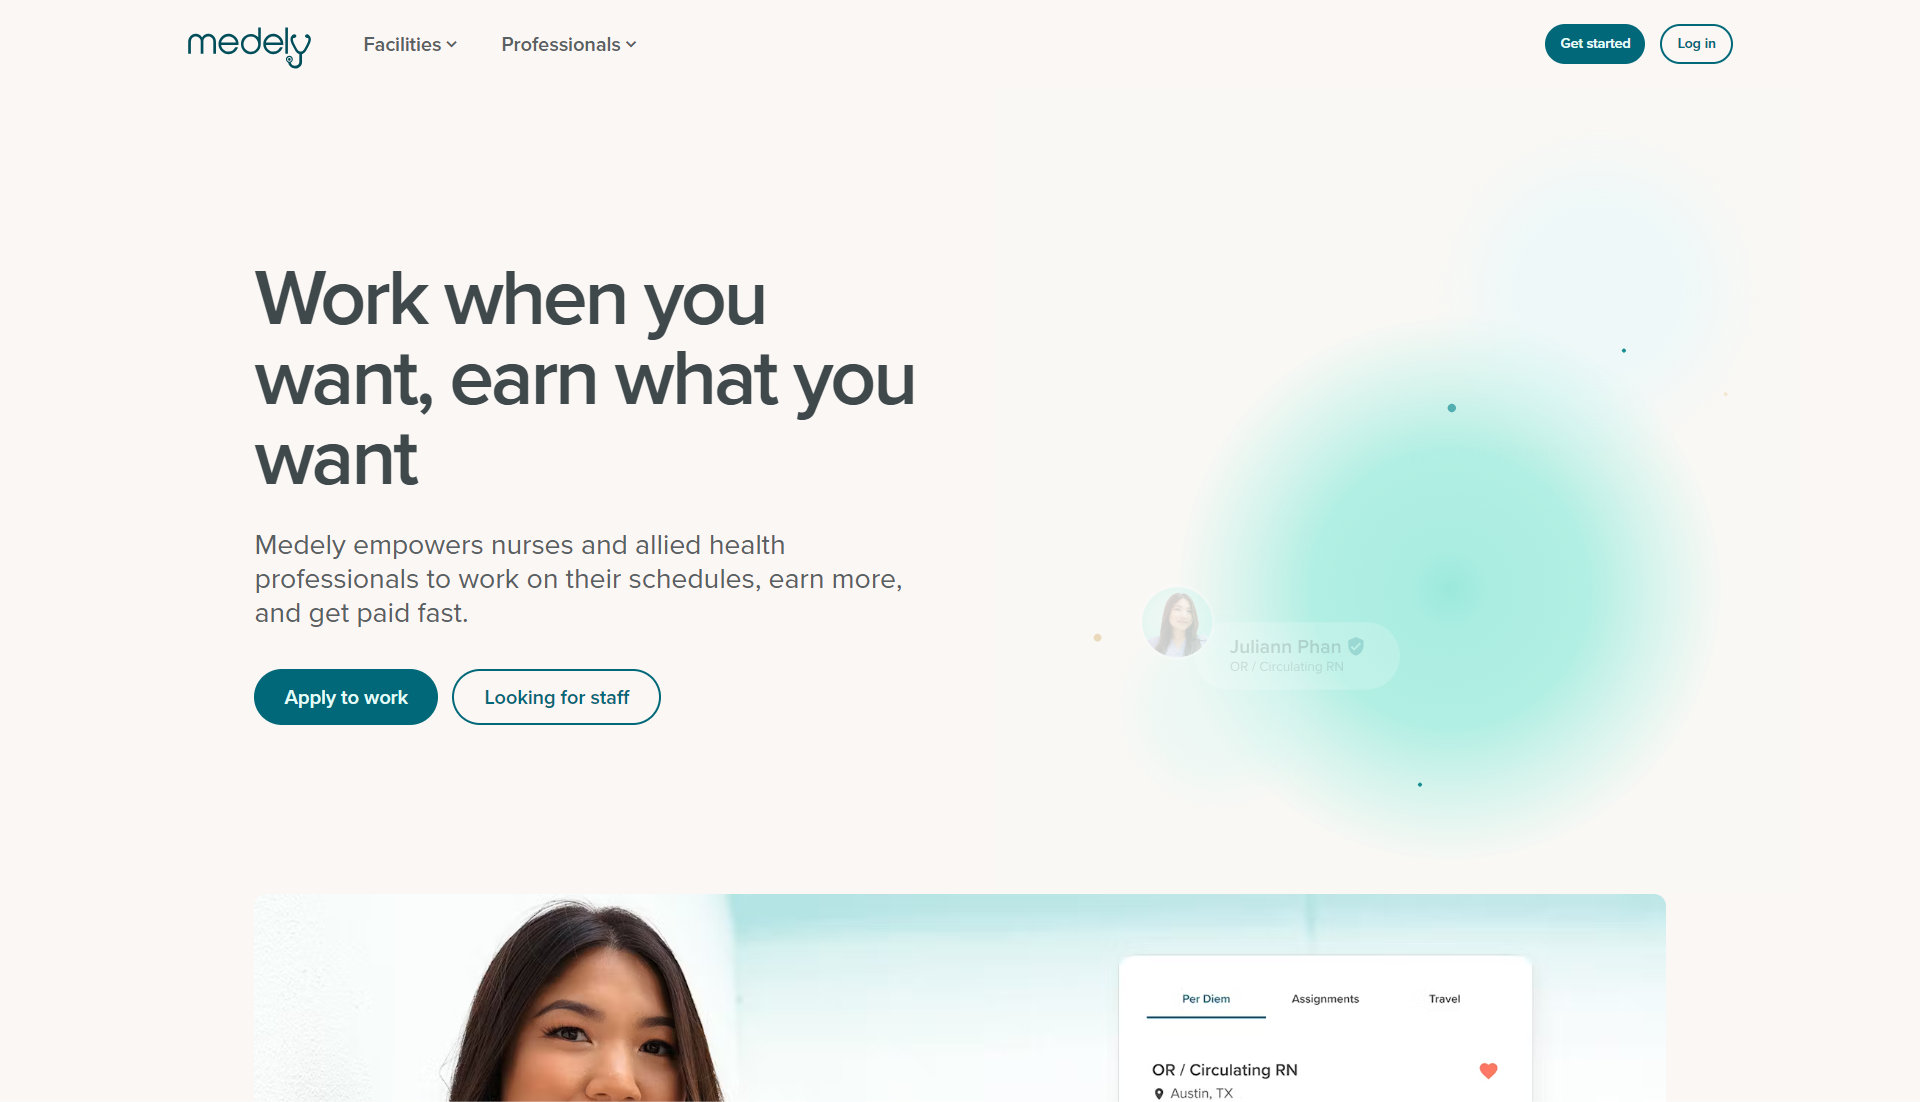 medely
Facilities
Professionals
Get started
Log in
Work when you
want, earn what you
want
Medely empowers nurses and allied health
professionals to work on their schedules, earn more,
and get paid fast.
Apply to work
Looking for staff
Juliann Phan
OR / Circulating RN
Per Diem
Assignments
Travel
OR / Circulating RN
Austin, TX